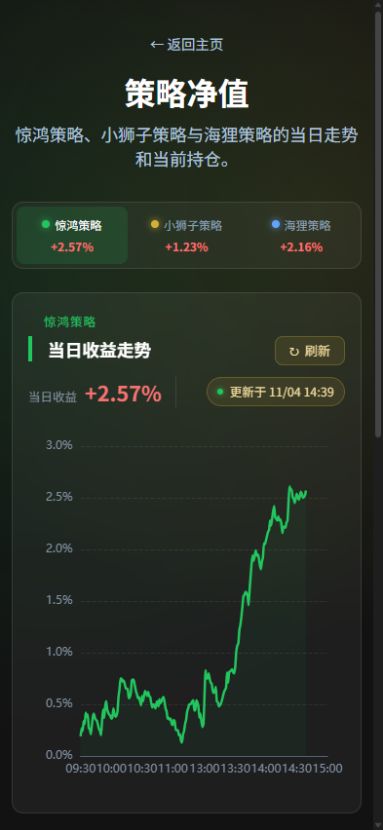 ← 返回主页
策略净值
惊鸿策略、小狮子策略与海狸策略的当日走势
和当前持仓。
惊鸿策略
+2.57%
小狮子策略
+1.23%
海狸策略
+2.16%
惊鸿策略
当日收益走势
↻ 刷新
当日收益 +2.57%
更新于 11/04 14:39
3.0%
2.5%
2.0%
1.5%
1.0%
0.5%
0.0%
09:30 10:00 10:30 11:00 13:00 13:30 14:00 14:30 15:00